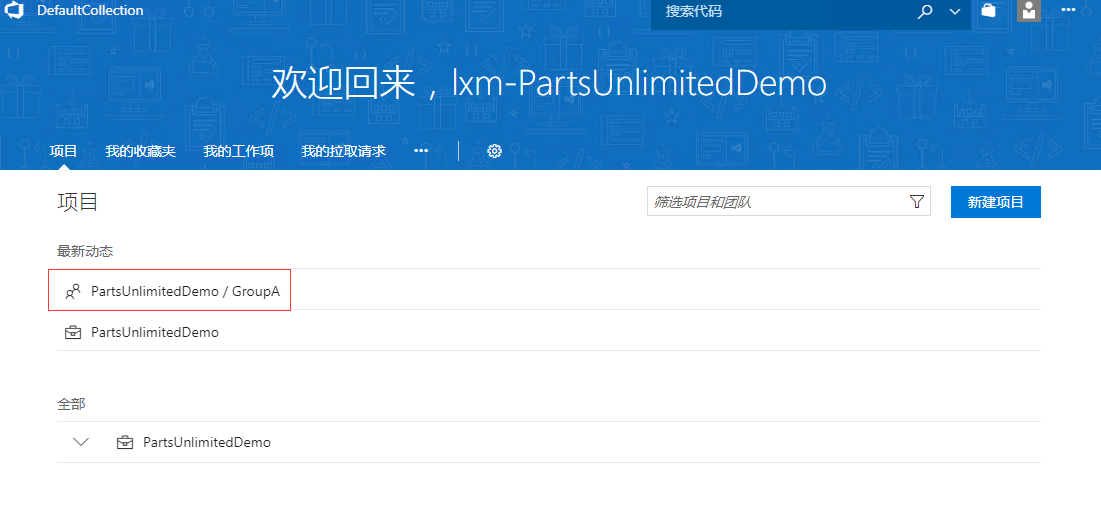 DefaultCollection
搜索代码
欢迎回来，lxm-PartsUnlimitedDemo
项目 我的收藏夹 我的工作项 我的拉取请求
项目
筛选项目和团队
新建项目
最新动态
PartsUnlimitedDemo / GroupA
PartsUnlimitedDemo
全部
PartsUnlimitedDemo